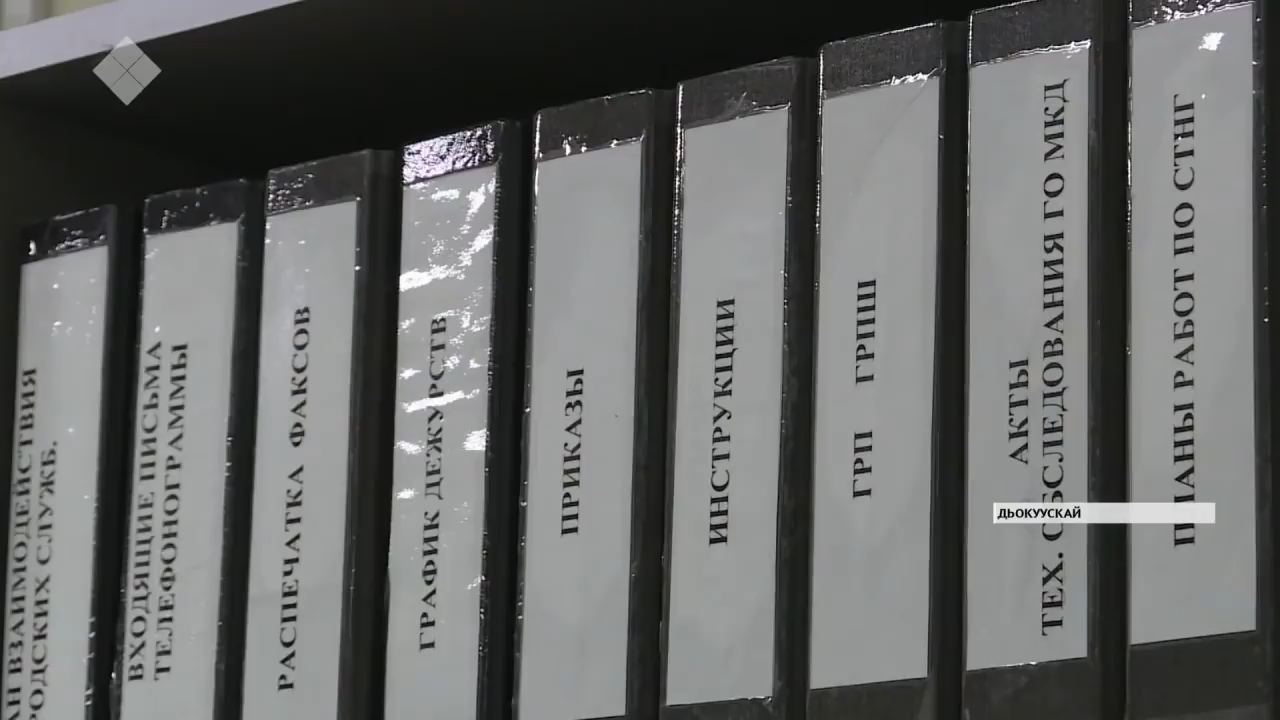 ВЗАИМОДЕЙСТВИЯ
СЛУЖБ.
ВХОДЯЩИЕ ПИСЬМА
ТЕЛЕФОНОГРАММЫ
РАСПЕЧАТКА ФАКСОВ
ГРАФИК ДЕЖУРСТВ
ПРИКАЗЫ
ИНСТРУКЦИИ
ГРП ГРПШ
АКТЫ
ТЕХ. ОБСЛЕДОВАНИЯ ГО МКД
ПЛАНЫ РАБОТ ПО СТНГ
ДЬОКУУСКАЙ